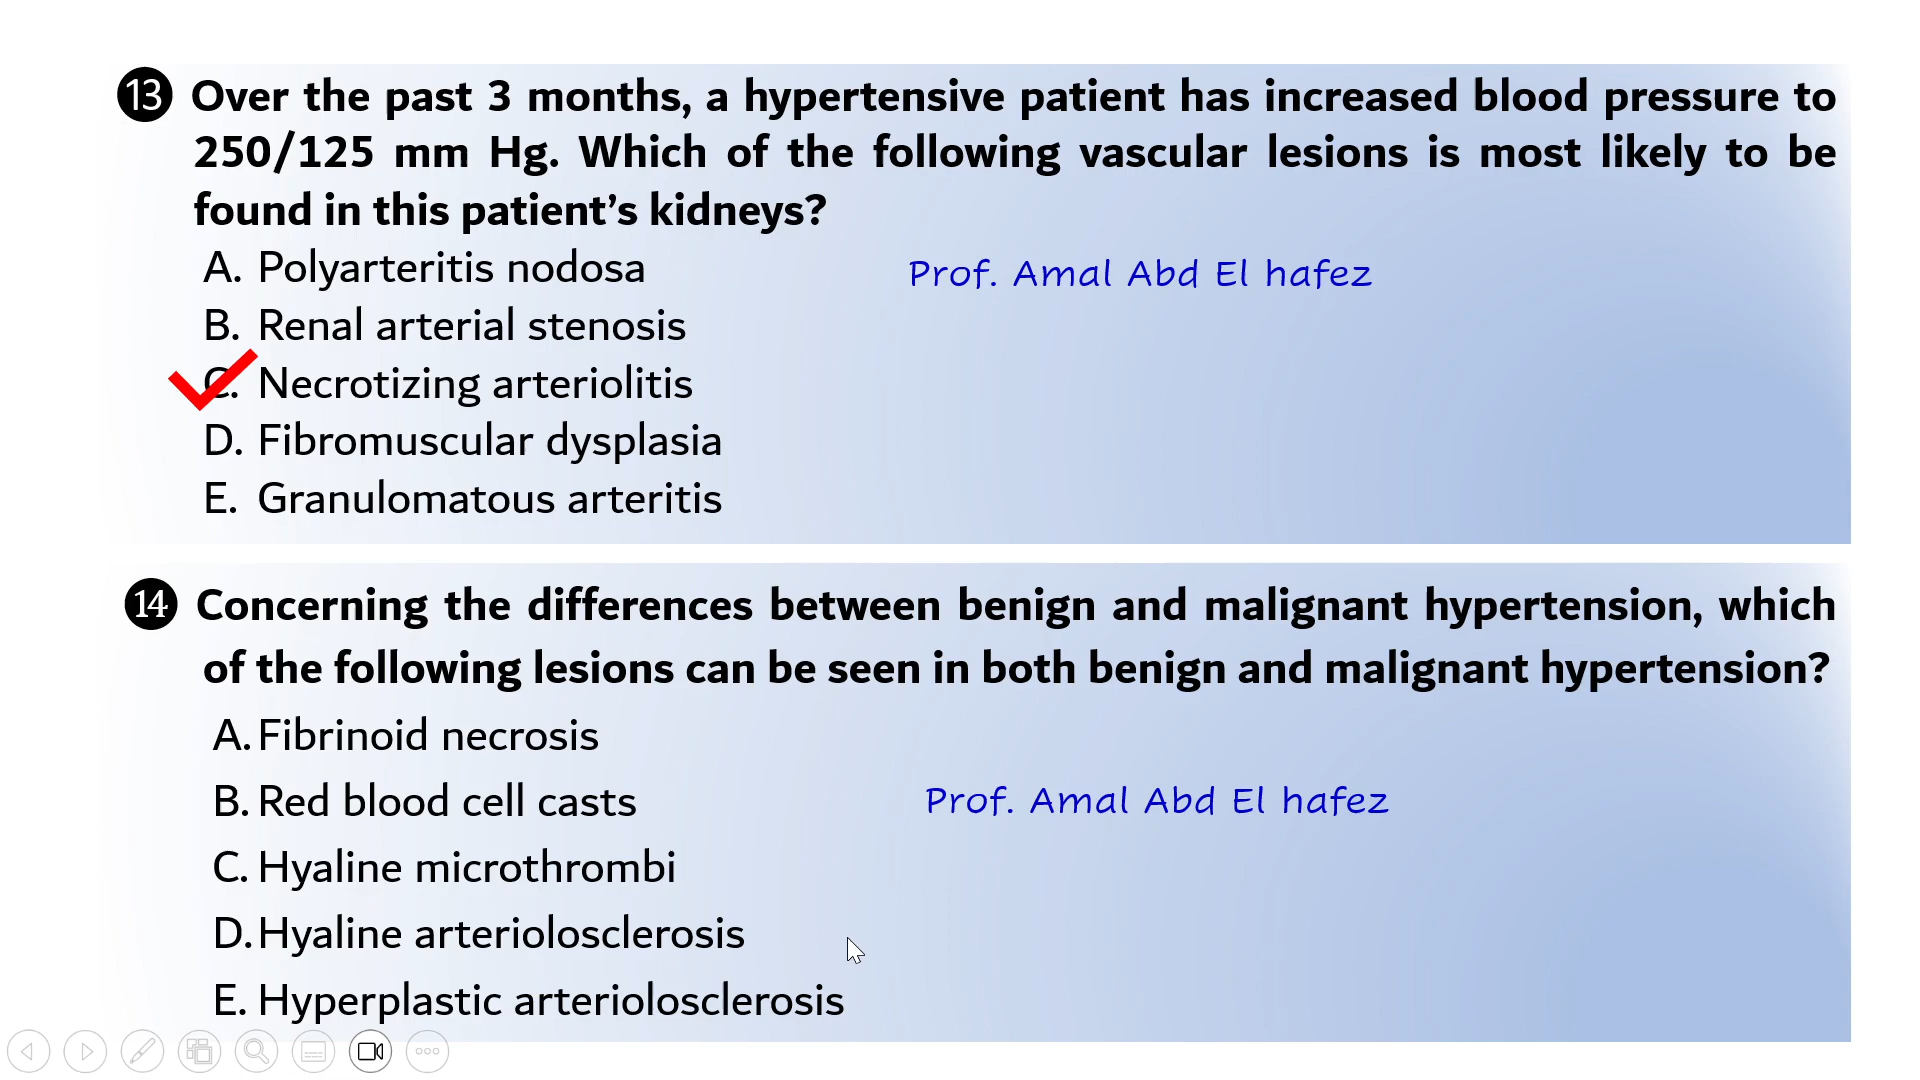 13 Over the past 3 months, a hypertensive patient has increased blood pressure to
250/125 mm Hg. Which of the following vascular lesions is most likely to be
found in this patient’s kidneys?
A. Polyarteritis nodosa
Prof. Amal Abd El hafez
B. Renal arterial stenosis
C. Necrotizing arteriolitis
D. Fibromuscular dysplasia
E. Granulomatous arteritis
14 Concerning the differences between benign and malignant hypertension, which
of the following lesions can be seen in both benign and malignant hypertension?
A. Fibrinoid necrosis
B. Red blood cell casts
Prof. Amal Abd El hafez
C. Hyaline microthrombi
D. Hyaline arteriolosclerosis
E. Hyperplastic arteriolosclerosis